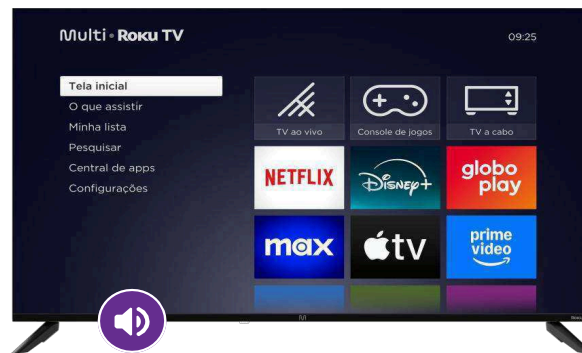 Multi • Roku TV
09:25
Tela inicial
O que assistir
Minha lista
Pesquisar
Central de apps
Configurações
TV ao vivo
Console de jogos
TV a cabo
NETFLIX
Disney+
globo
play
max
tv
prime
video
Roku